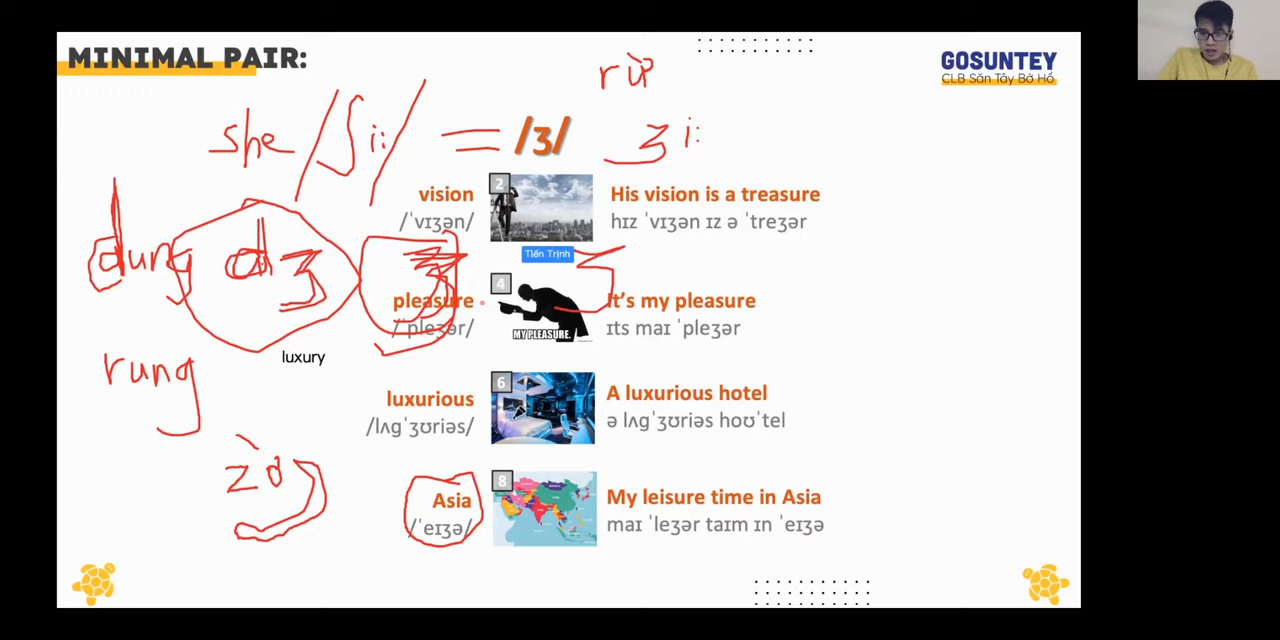 MINIMAL PAIR:
GOSUNTEY
CLB Săn Tây Bờ Hồ
she /ʃi:/ = /ʒ/ ʒi:
vision
/ˈvɪʒən/
2
His vision is a treasure
hɪz ˈvɪʒən ɪz ə ˈtreʒər
dung dʒ ʒ
Tiến Trịnh
pleasure
/ˈpleʒər/
4
MY PLEASURE.
It's my pleasure
ɪts maɪ ˈpleʒər
luxury
rung
luxurious
/lʌgˈʒʊriəs/
6
A luxurious hotel
ə lʌgˈʒʊriəs hoʊˈtel
Asia
/ˈeɪʒə/
8
My leisure time in Asia
maɪ ˈleʒər taɪm ɪn ˈeɪʒə